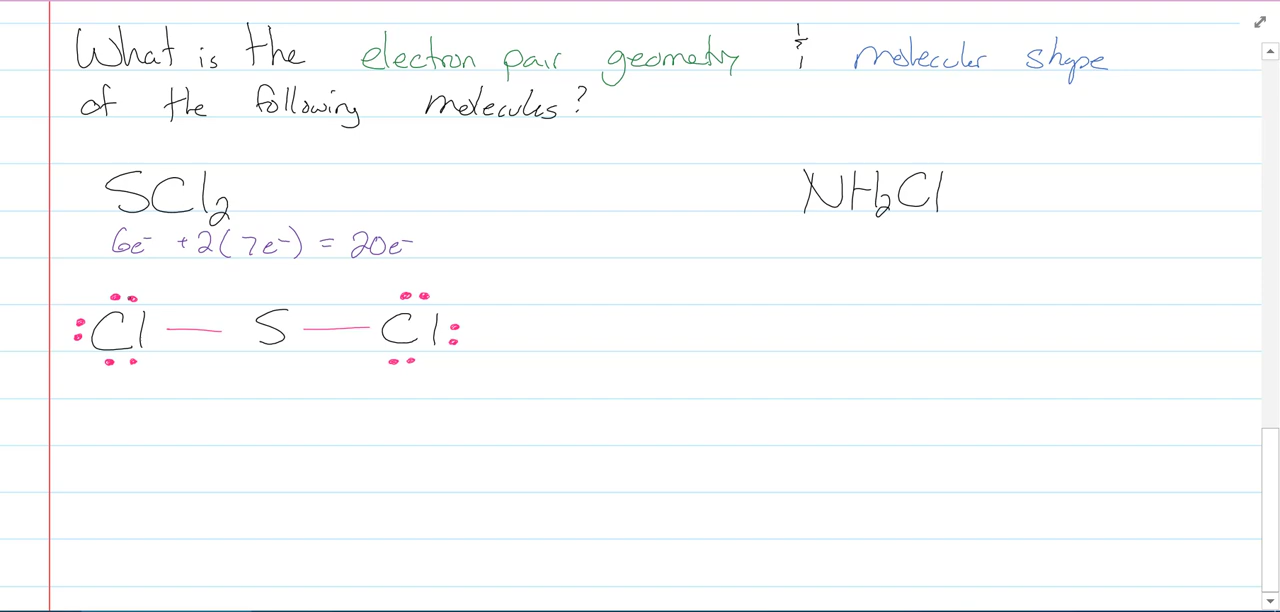 What is the electron pair geometry & molecular shape
of the following molecules?
SCl₂ NH₂Cl
6e⁻ + 2(7e⁻) = 20e⁻
Cl — S — Cl